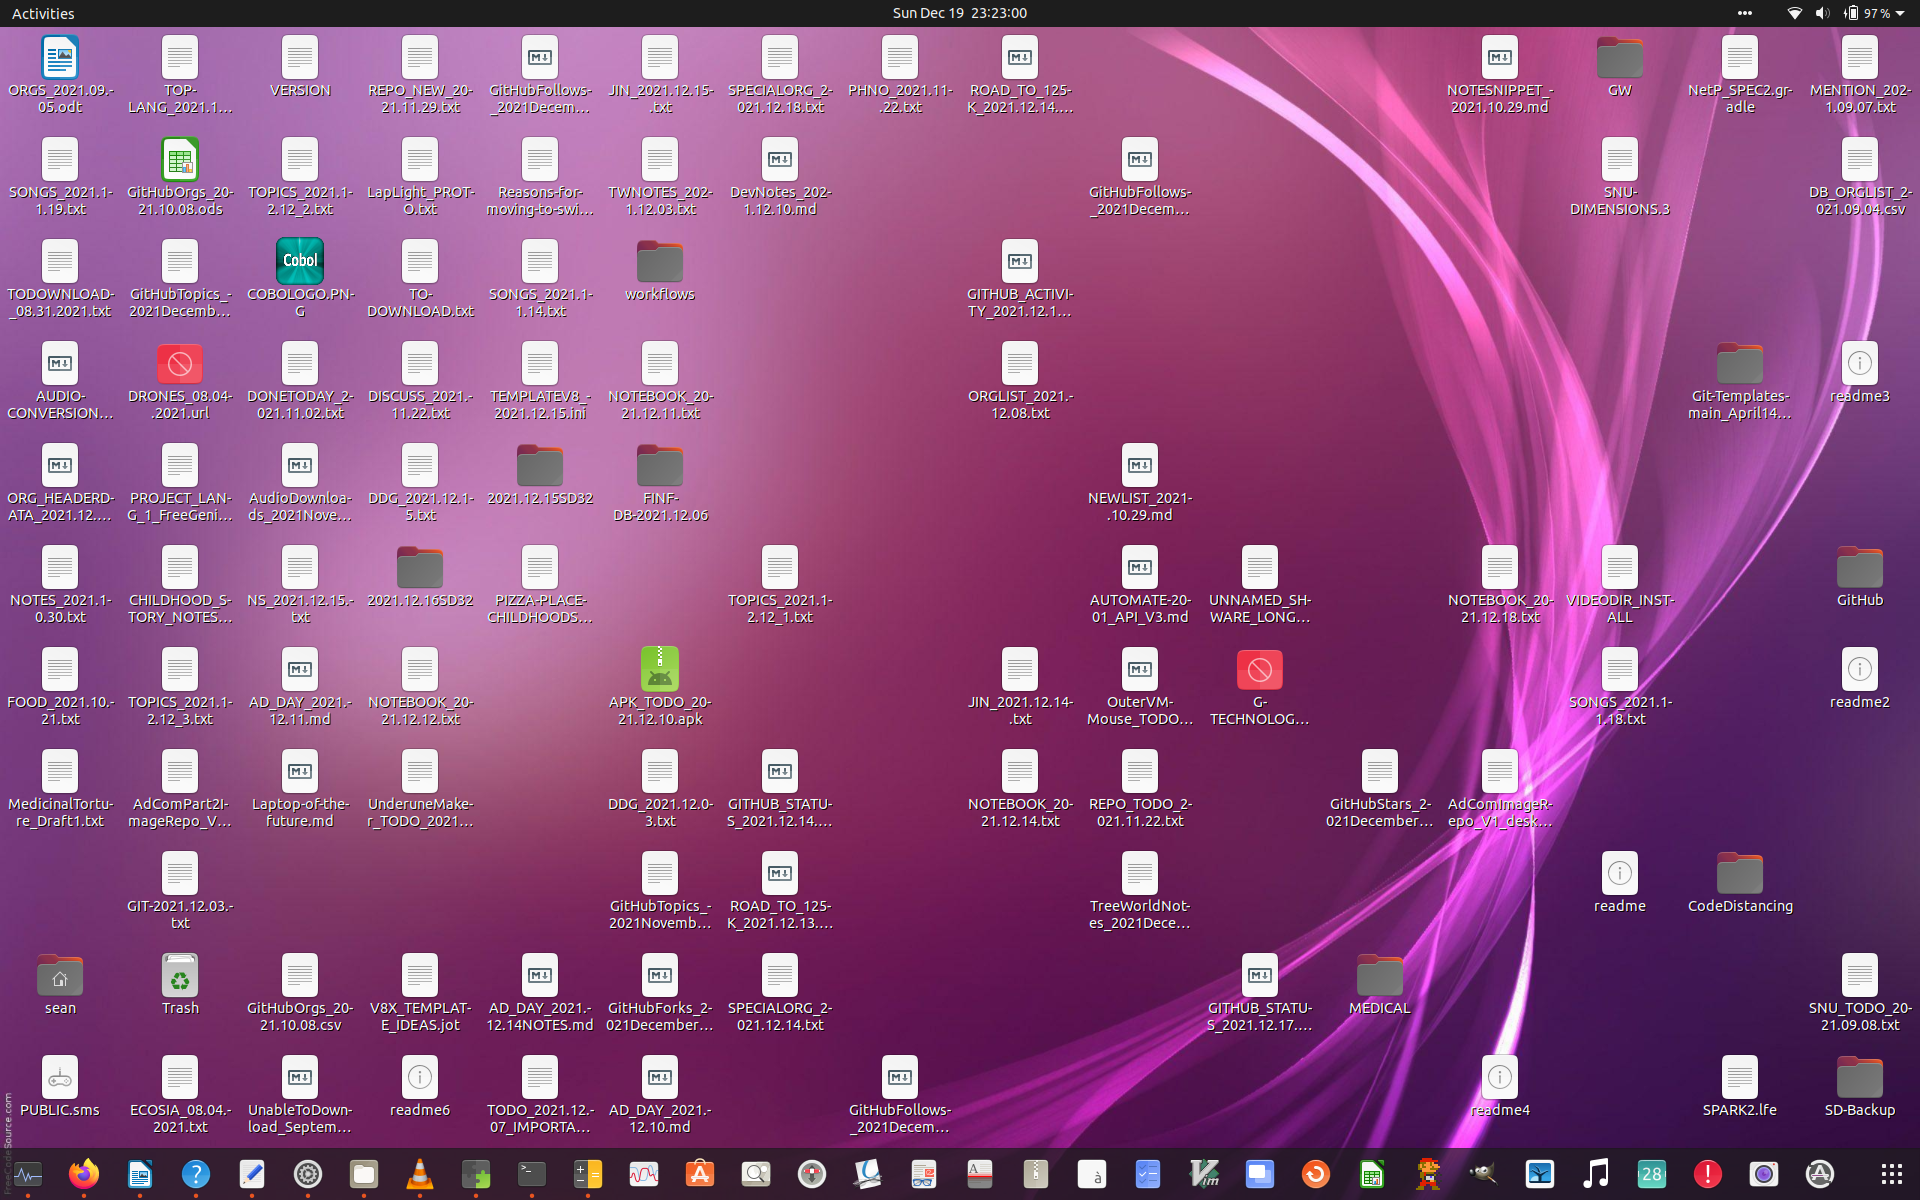 Activities
Sun Dec 19 23:23:00
97 %
ORGS_2021.09.-
05.odt
TOP-
LANG_2021.1...
VERSION
REPO_NEW_20-
21.11.29.txt
GitHubFollows-
_2021Decem...
JIN_2021.12.15-
.txt
SPECIALORG_2-
021.12.18.txt
PHNO_2021.11-
.22.txt
ROAD_TO_125-
K_2021.12.14....
NOTESNIPPET_-
2021.10.29.md
GW
NetP_SPEC2.gr-
adle
MENTION_202-
1.09.07.txt
SONGS_2021.1-
1.19.txt
GitHubOrgs_20-
21.10.08.ods
TOPICS_2021.1-
2.12_2.txt
LapLight_PROT-
O.txt
Reasons-for-
moving-to-swi...
TWNOTES_202-
1.12.03.txt
DevNotes_202-
1.12.10.md
GitHubFollows-
_2021Decem...
SNU-
DIMENSIONS.3
DB_ORGLIST_2-
021.09.04.csv
TODOWNLOAD-
_08.31.2021.txt
GitHubTopics_-
2021Decemb...
Cobol
COBOLOGO.PN-
G
TO-
DOWNLOAD.txt
SONGS_2021.1-
1.14.txt
workflows
GITHUB_ACTIVI-
TY_2021.12.1...
AUDIO-
CONVERSION...
DRONES_08.04-
.2021.url
DONETODAY_2-
021.11.02.txt
DISCUSS_2021.-
11.22.txt
TEMPLATEV8_-
2021.12.15.ini
NOTEBOOK_20-
21.12.11.txt
ORGLIST_2021.-
12.08.txt
Git-Templates-
main_April14...
readme3
ORG_HEADERD-
ATA_2021.12....
PROJECT_LAN-
G_1_FreeGeni...
AudioDownloa-
ds_2021Nove...
DDG_2021.12.1-
5.txt
2021.12.15SD32
FINF-
DB-2021.12.06
NEWLIST_2021-
.10.29.md
NOTES_2021.1-
0.30.txt
CHILDHOOD_S-
TORY_NOTES...
NS_2021.12.15.-
txt
2021.12.16SD32
PIZZA-PLACE-
CHILDHOODS...
TOPICS_2021.1-
2.12_1.txt
AUTOMATE-20-
01_API_V3.md
UNNAMED_SH-
WARE_LONG...
NOTEBOOK_20-
21.12.18.txt
VIDEODIR_INST-
ALL
GitHub
FOOD_2021.10.-
21.txt
TOPICS_2021.1-
2.12_3.txt
AD_DAY_2021.-
12.11.md
NOTEBOOK_20-
21.12.12.txt
APK_TODO_20-
21.12.10.apk
JIN_2021.12.14-
.txt
OuterVM-
Mouse_TODO...
G-
TECHNOLOG...
SONGS_2021.1-
1.18.txt
readme2
MedicinalTortu-
re_Draft1.txt
AdComPart2I-
mageRepo_V...
Laptop-of-the-
future.md
UnderuneMake-
r_TODO_2021...
DDG_2021.12.0-
3.txt
GITHUB_STATU-
S_2021.12.14....
NOTEBOOK_20-
21.12.14.txt
REPO_TODO_2-
021.11.22.txt
GitHubStars_2-
021December...
AdComImageR-
epo_V1_desk...
GIT-2021.12.03.-
txt
GitHubTopics_-
2021Novemb...
ROAD_TO_125-
K_2021.12.13....
TreeWorldNot-
es_2021Dece...
readme
CodeDistancing
sean
Trash
GitHubOrgs_20-
21.10.08.csv
V8X_TEMPLAT-
E_IDEAS.jot
AD_DAY_2021.-
12.14NOTES.md
GitHubForks_2-
021December...
SPECIALORG_2-
021.12.14.txt
GITHUB_STATU-
S_2021.12.17....
MEDICAL
SNU_TODO_20-
21.09.08.txt
PUBLIC.sms
ECOSIA_08.04.-
2021.txt
UnableToDown-
load_Septem...
readme6
TODO_2021.12.-
07_IMPORTA...
AD_DAY_2021.-
12.10.md
GitHubFollows-
_2021Decem...
readme4
SPARK2.lfe
SD-Backup
FreeCodeSource.com
28